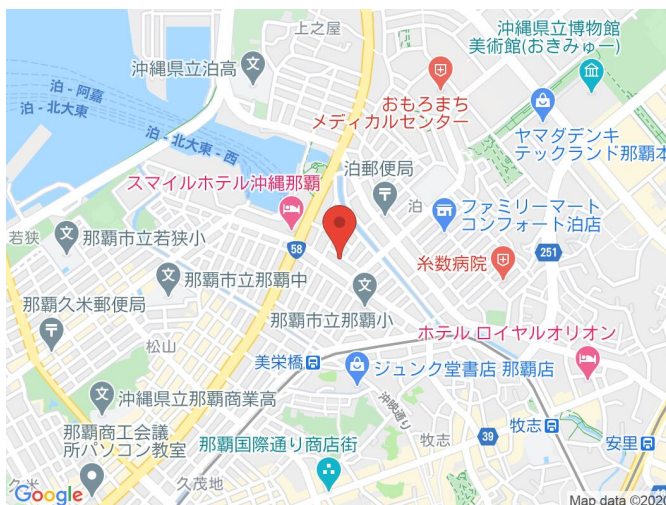 上之屋
沖縄県立博物館
美術館(おきみゅー)
沖縄県立泊高
おもろまち
メディカルセンター
泊 - 阿嘉
泊 - 北大東
泊 - 北大東 - 西
ヤマダデンキ
テックランド那覇本
泊郵便局
スマイルホテル沖縄那覇
泊
ファミリーマート
コンフォート泊店
若狭
那覇市立若狭小
58
251
糸数病院
那覇市立那覇中
那覇久米郵便局
那覇市立那覇小
松山
ホテル ロイヤルオリオン
美栄橋
ジュンク堂書店 那覇店
沖縄県立那覇商業高
沖映通り
那覇商工会議
所パソコン教室
那覇国際通り商店街
39
牧志
牧志
安里
久米
久茂地
Google
Map data ©2020